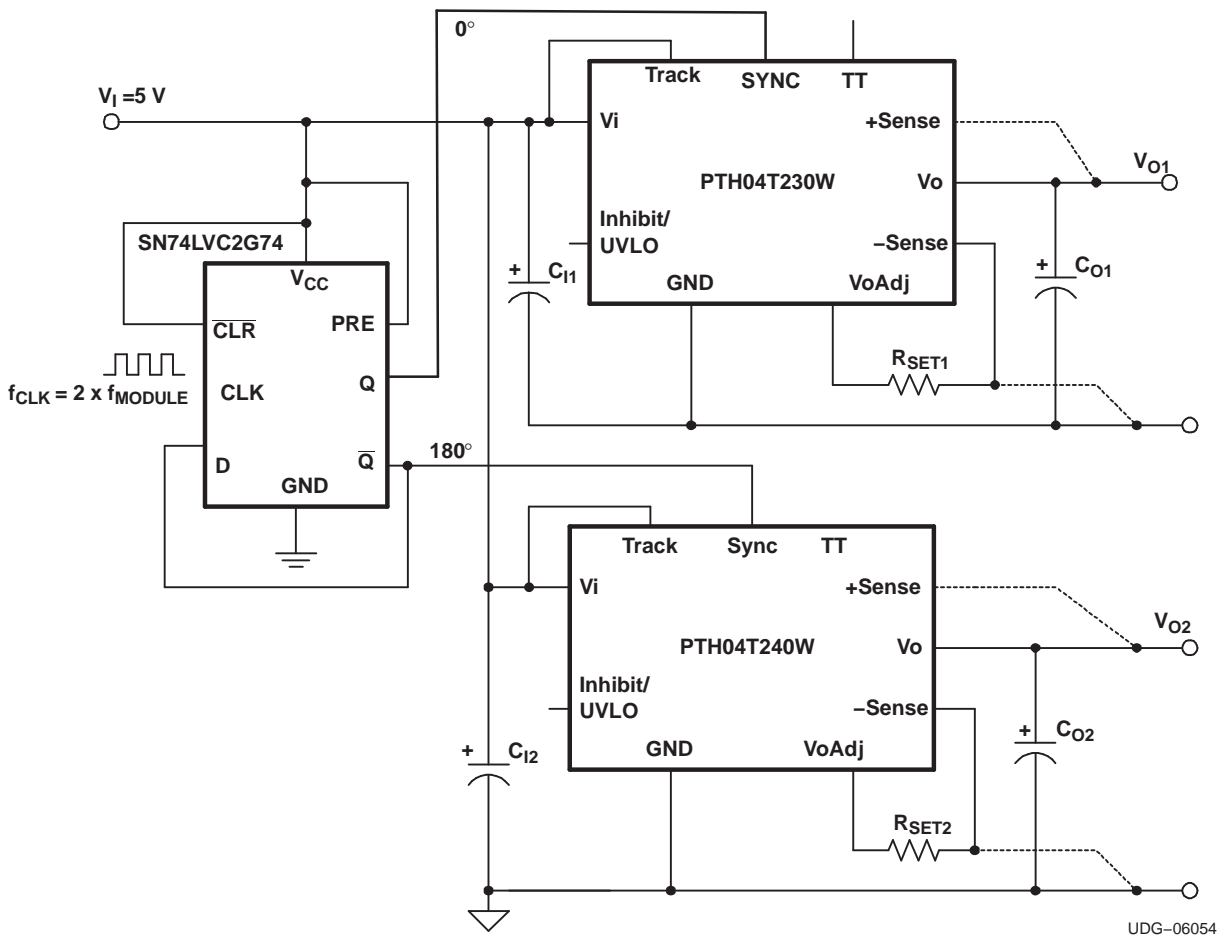 0°
Track
SYNC
TT
V_I =5 V
Vi
+Sense
V_O1
PTH04T230W
Vo
Inhibit/
UVLO
–Sense
SN74LVC2G74
V_CC
+
C_I1
GND
VoAdj
+
C_O1
C̅L̅R̅
PRE
R_SET1
f_CLK = 2 x f_MODULE
CLK
Q
D
Q̅
180°
GND
Track
Sync
TT
Vi
+Sense
V_O2
PTH04T240W
Vo
Inhibit/
UVLO
–Sense
+
C_I2
GND
VoAdj
+
C_O2
R_SET2
UDG–06054